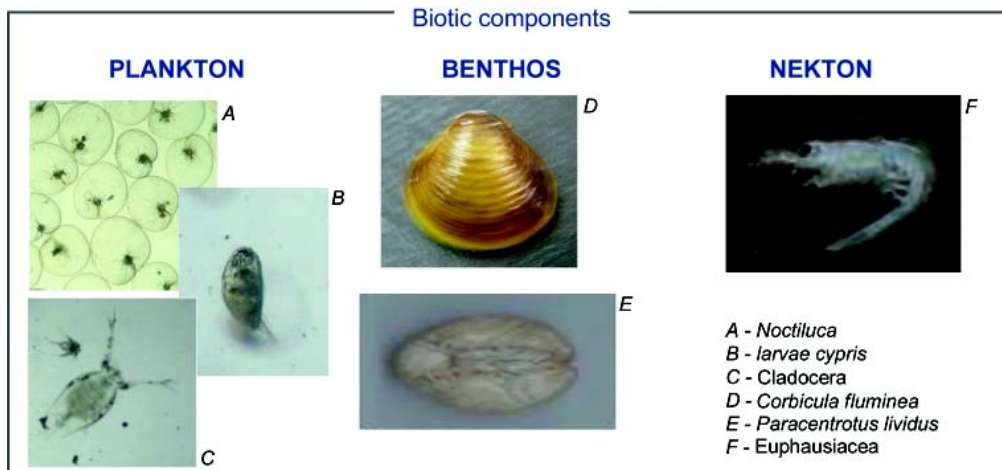 Biotic components
PLANKTON
BENTHOS
NEKTON
A
B
C
D
E
F
A - Noctiluca
B - larvae cypris
C - Cladocera
D - Corbicula fluminea
E - Paracentrotus lividus
F - Euphausiacea